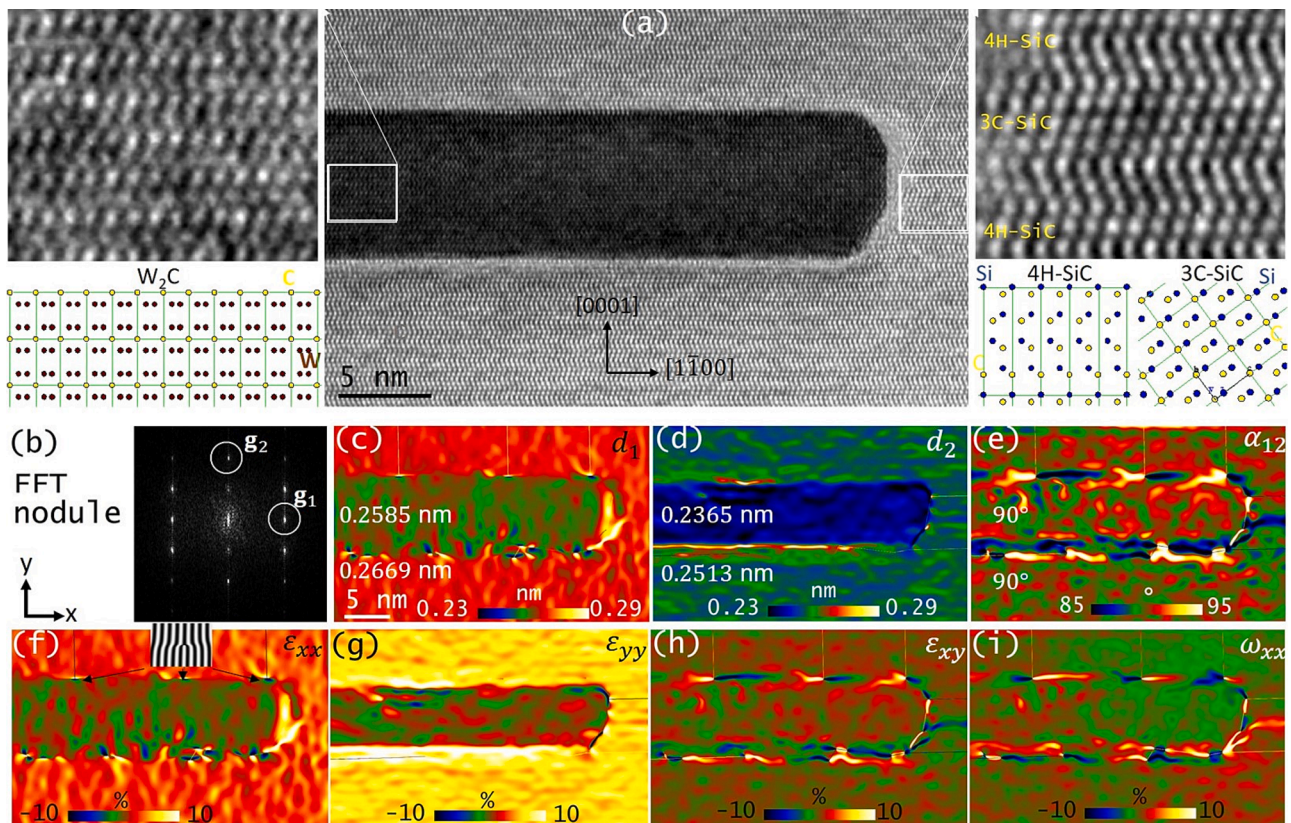 (a)
4H-SiC
3C-SiC
4H-SiC
W₂C
C
W
[0001]
[11̄00]
5 nm
Si
4H-SiC
3C-SiC
Si
C
C
(b)
FFT
nodule
g₂
g₁
y
x
(c)
d₁
0.2585 nm
0.2669 nm
5 nm
0.23
0.29
(d)
d₂
0.2365 nm
0.2513 nm
nm
0.23
0.29
(e)
α₁₂
90°
90°
85
°
95
(f)
εₓₓ
%
−10
10
(g)
ε_yy
%
−10
10
(h)
ε_xy
%
−10
10
(i)
ωₓₓ
%
−10
10